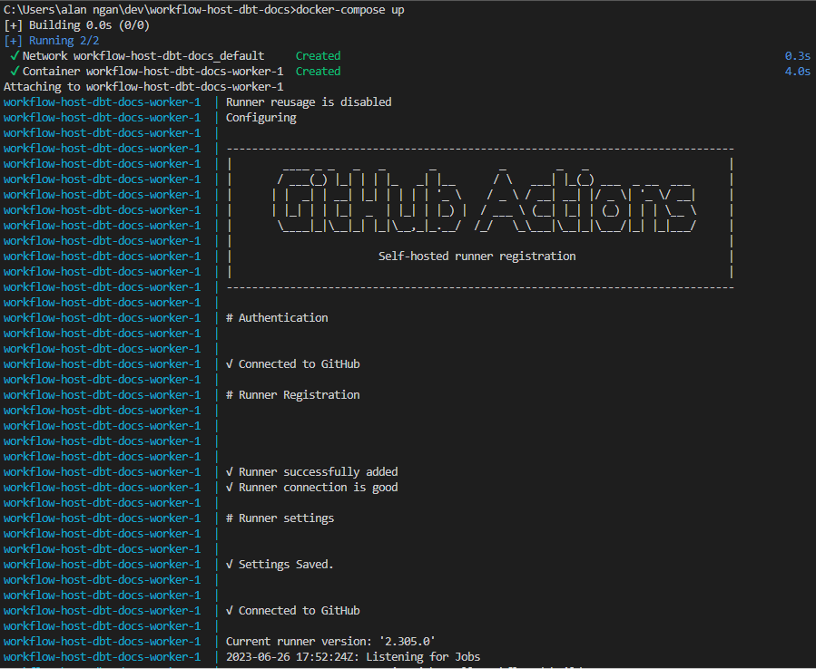 C:\Users\alan ngan\dev\workflow-host-dbt-docs>docker-compose up
[+] Building 0.0s (0/0)
[+] Running 2/2
✓ Network workflow-host-dbt-docs_default Created 0.3s
✓ Container workflow-host-dbt-docs-worker-1 Created 4.0s
Attaching to workflow-host-dbt-docs-worker-1
workflow-host-dbt-docs-worker-1 | Runner reusage is disabled
workflow-host-dbt-docs-worker-1 | Configuring
workflow-host-dbt-docs-worker-1 |
workflow-host-dbt-docs-worker-1 | --------------------------------------------------------------------------------
workflow-host-dbt-docs-worker-1 | | |
workflow-host-dbt-docs-worker-1 | | GitHub Actions |
workflow-host-dbt-docs-worker-1 |
workflow-host-dbt-docs-worker-1 |
workflow-host-dbt-docs-worker-1 |
workflow-host-dbt-docs-worker-1 | | |
workflow-host-dbt-docs-worker-1 | | Self-hosted runner registration |
workflow-host-dbt-docs-worker-1 | | |
workflow-host-dbt-docs-worker-1 | --------------------------------------------------------------------------------
workflow-host-dbt-docs-worker-1 |
workflow-host-dbt-docs-worker-1 | # Authentication
workflow-host-dbt-docs-worker-1 |
workflow-host-dbt-docs-worker-1 |
workflow-host-dbt-docs-worker-1 | √ Connected to GitHub
workflow-host-dbt-docs-worker-1 |
workflow-host-dbt-docs-worker-1 | # Runner Registration
workflow-host-dbt-docs-worker-1 |
workflow-host-dbt-docs-worker-1 |
workflow-host-dbt-docs-worker-1 |
workflow-host-dbt-docs-worker-1 |
workflow-host-dbt-docs-worker-1 | √ Runner successfully added
workflow-host-dbt-docs-worker-1 | √ Runner connection is good
workflow-host-dbt-docs-worker-1 |
workflow-host-dbt-docs-worker-1 | # Runner settings
workflow-host-dbt-docs-worker-1 |
workflow-host-dbt-docs-worker-1 |
workflow-host-dbt-docs-worker-1 | √ Settings Saved.
workflow-host-dbt-docs-worker-1 |
workflow-host-dbt-docs-worker-1 |
workflow-host-dbt-docs-worker-1 | √ Connected to GitHub
workflow-host-dbt-docs-worker-1 |
workflow-host-dbt-docs-worker-1 | Current runner version: '2.305.0'
workflow-host-dbt-docs-worker-1 | 2023-06-26 17:52:24Z: Listening for Jobs